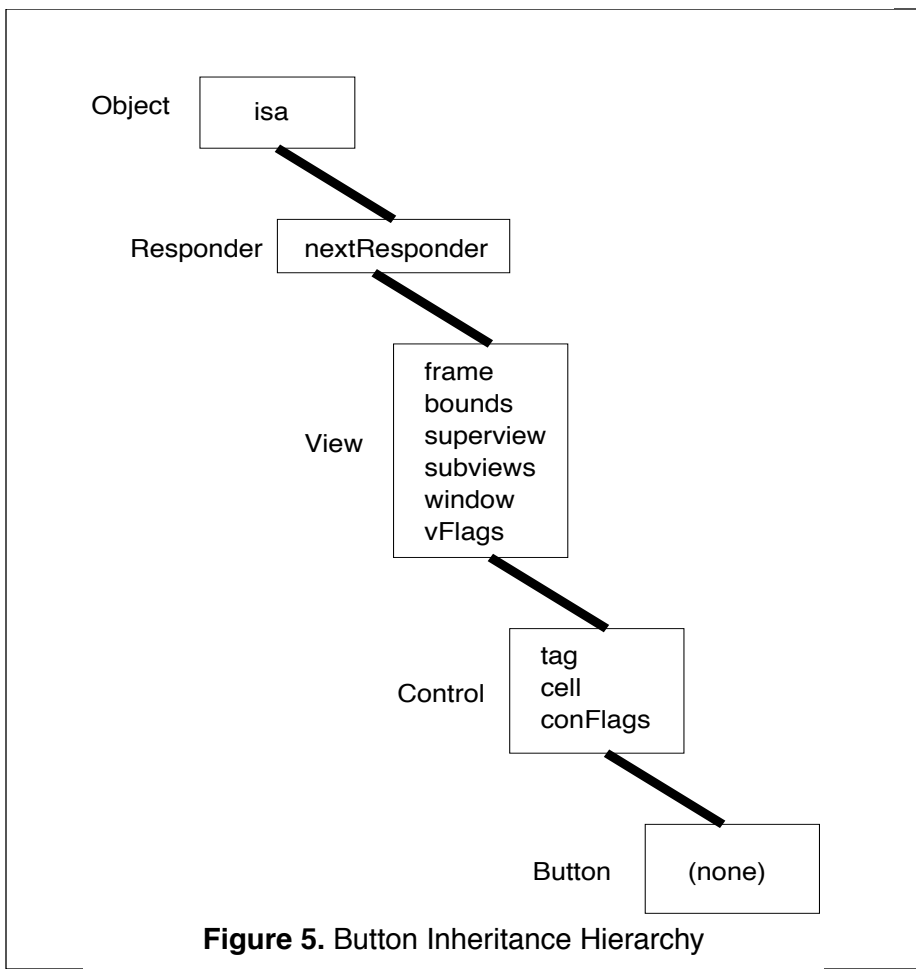 Object
isa
Responder
nextResponder
View
frame
bounds
superview
subviews
window
vFlags
Control
tag
cell
conFlags
Button
(none)
Figure 5. Button Inheritance Hierarchy